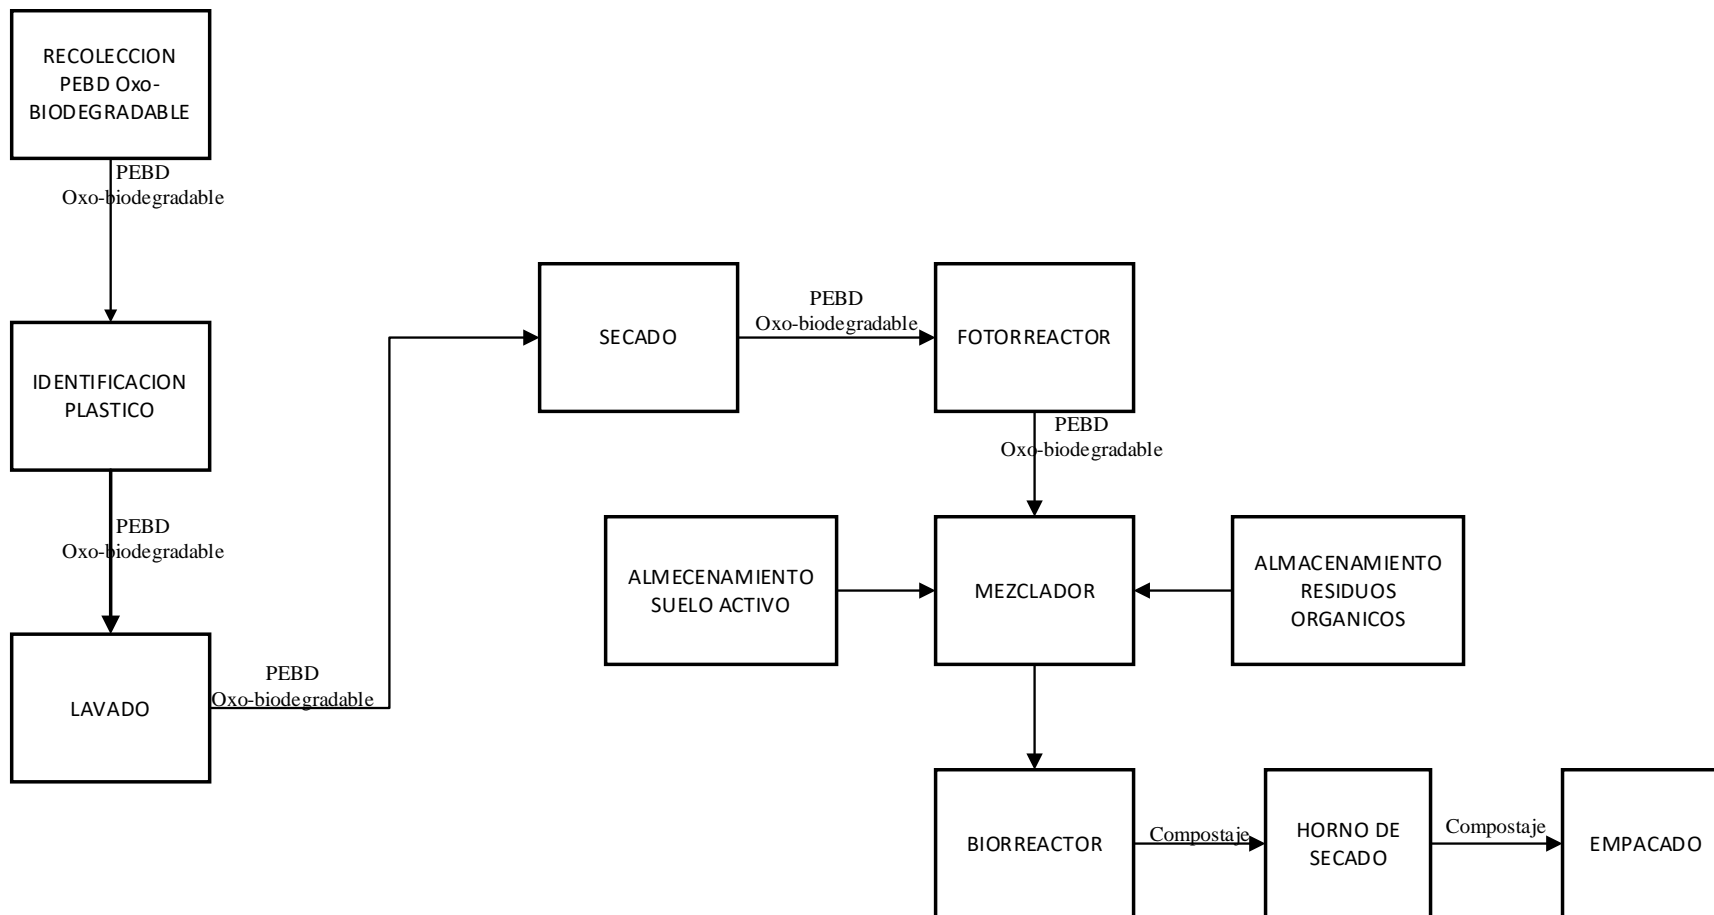 RECOLECCION
PEBD Oxo-
BIODEGRADABLE
PEBD
Oxo-biodegradable
IDENTIFICACION
PLASTICO
PEBD
Oxo-biodegradable
LAVADO
PEBD
Oxo-biodegradable
SECADO
PEBD
Oxo-biodegradable
FOTORREACTOR
PEBD
Oxo-biodegradable
ALMECENAMIENTO
SUELO ACTIVO
MEZCLADOR
ALMACENAMIENTO
RESIDUOS
ORGANICOS
BIORREACTOR
Compostaje
HORNO DE
SECADO
Compostaje
EMPACADO